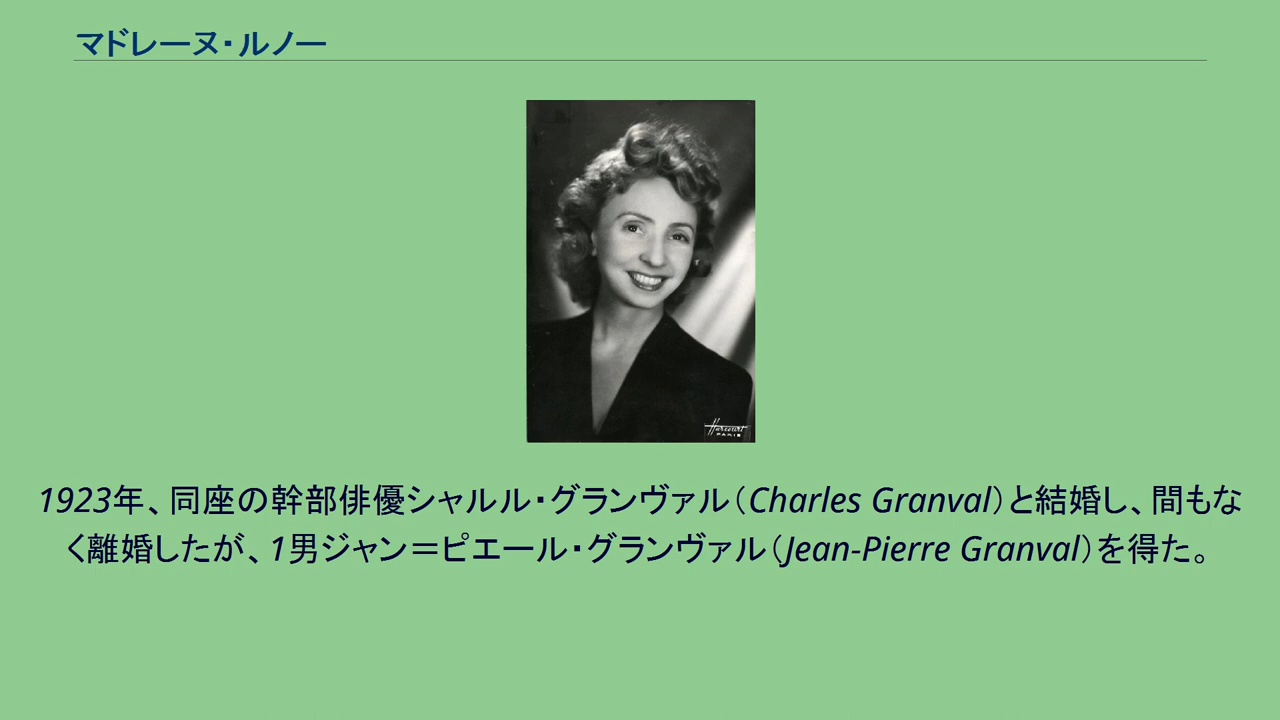 マドレーヌ・ルノー
Harcourt
PARIS
1923年、同座の幹部俳優シャルル・グランヴァル（Charles Granval）と結婚し、間もな
く離婚したが、1男ジャン＝ピエール・グランヴァル（Jean-Pierre Granval）を得た。